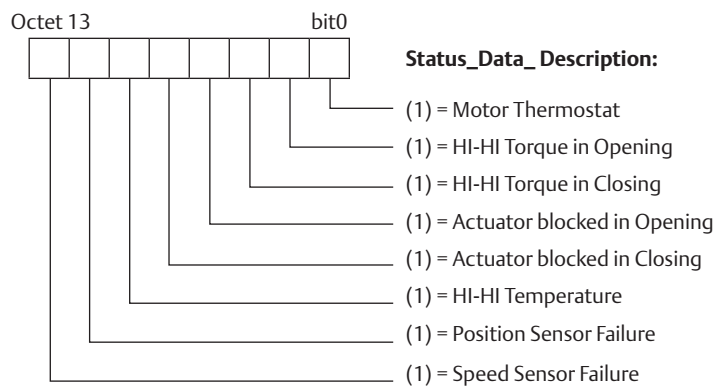 Octet 13 bit0
Status_Data_ Description:
(1) = Motor Thermostat
(1) = HI-HI Torque in Opening
(1) = HI-HI Torque in Closing
(1) = Actuator blocked in Opening
(1) = Actuator blocked in Closing
(1) = HI-HI Temperature
(1) = Position Sensor Failure
(1) = Speed Sensor Failure